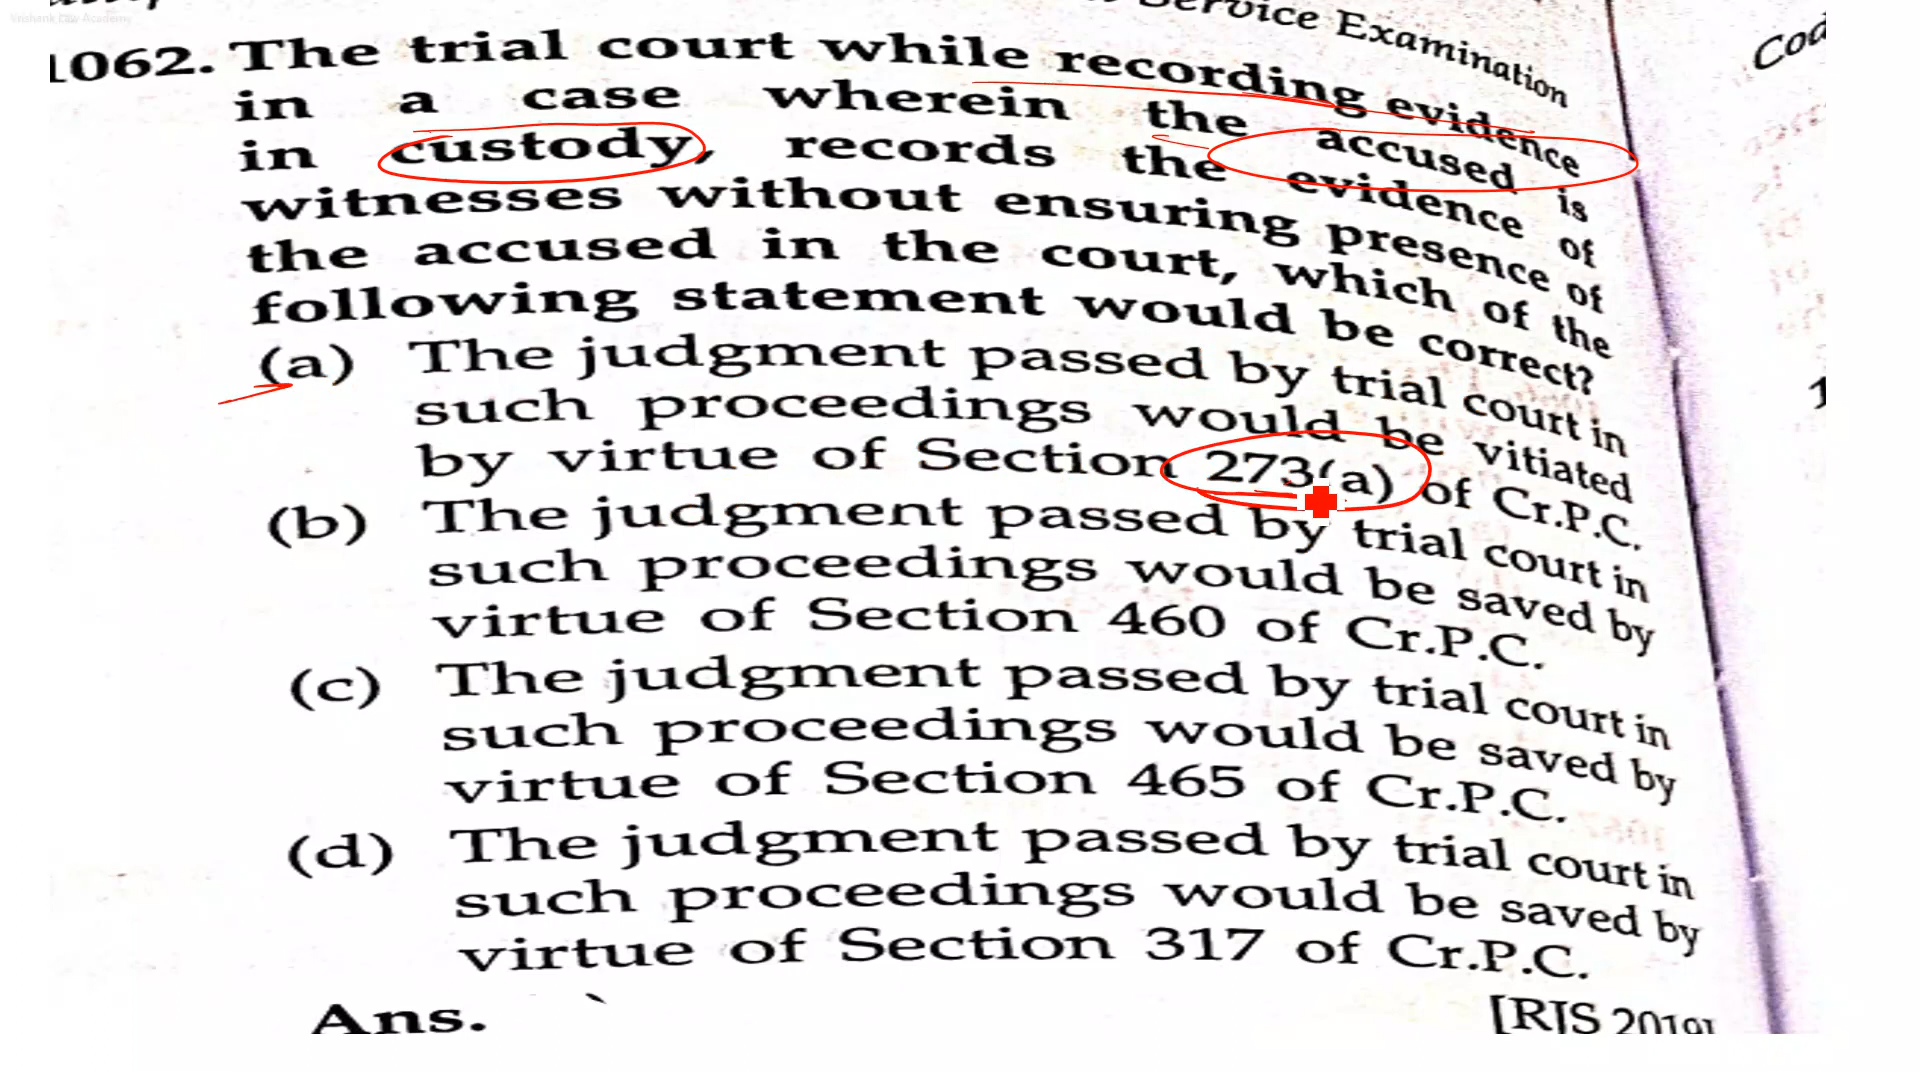 Vrishank Law Academy
Service Examination
1062. The trial court while recording evidence
in a case wherein the accused is
in custody, records the evidence of
witnesses without ensuring presence of
the accused in the court, which of the
following statement would be correct?
(a) The judgment passed by trial court in
such proceedings would be vitiated
by virtue of Section 273(a) of Cr.P.C.
(b) The judgment passed by trial court in
such proceedings would be saved by
virtue of Section 460 of Cr.P.C.
(c) The judgment passed by trial court in
such proceedings would be saved by
virtue of Section 465 of Cr.P.C.
(d) The judgment passed by trial court in
such proceedings would be saved by
virtue of Section 317 of Cr.P.C.
Ans.
[RJS 2019]